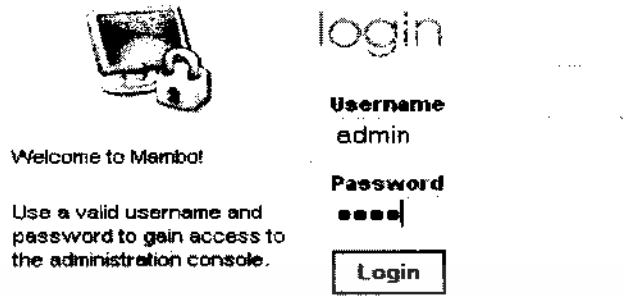 login
Username
admin
Password
Login
Welcome to Mambo!
Use a valid username and
password to gain access to
the administration console.